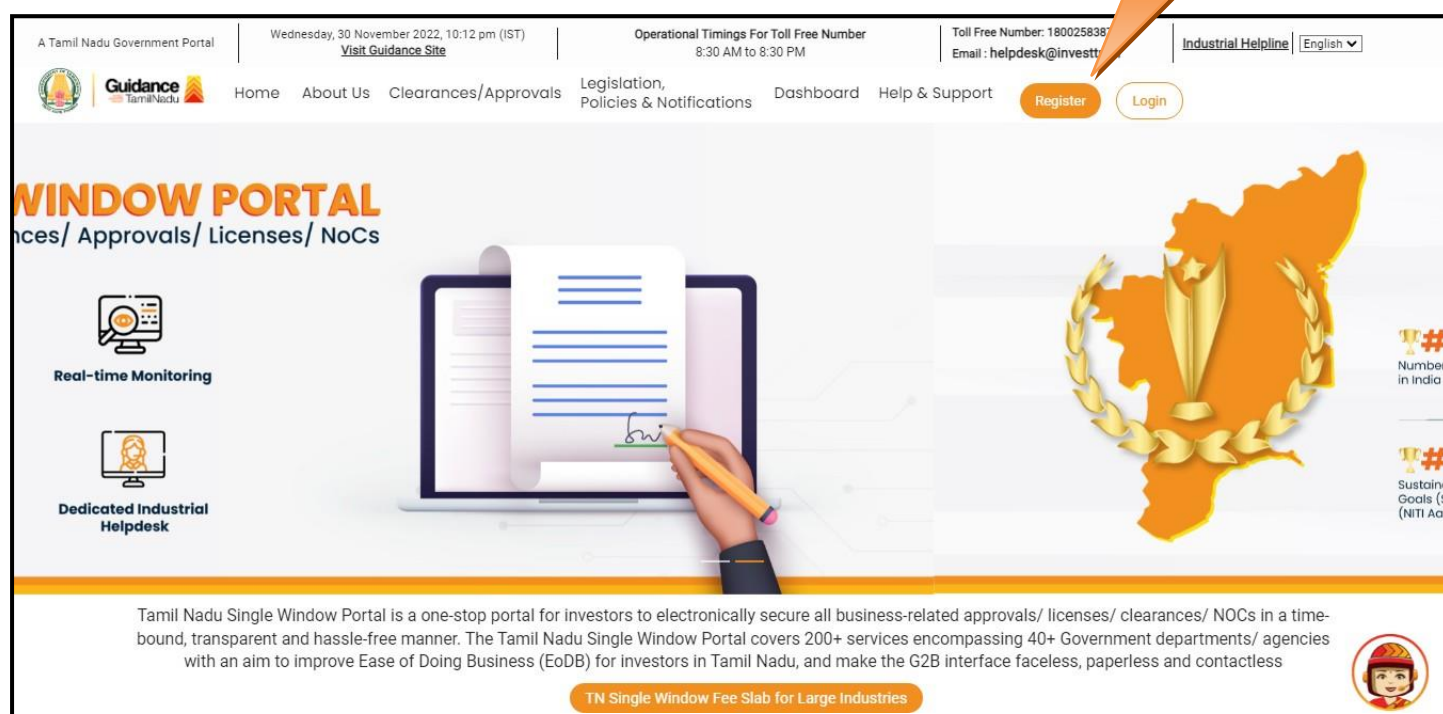 A Tamil Nadu Government Portal
Wednesday, 30 November 2022, 10:12 pm (IST)
Visit Guidance Site
Operational Timings For Toll Free Number
8:30 AM to 8:30 PM
Toll Free Number:
Email : helpdesk@investt
Industrial Helpline
English
Guidance
TamilNadu
Home
About Us
Clearances/Approvals
Legislation,
Policies & Notifications
Dashboard
Help & Support
Register
Login
WINDOW PORTAL
nces/ Approvals/ Licenses/ NoCs
Real-time Monitoring
Dedicated Industrial
Helpdesk
#
Number
in India
#
Sustain
Goals (S
(NITI Aa
Tamil Nadu Single Window Portal is a one-stop portal for investors to electronically secure all business-related approvals/ licenses/ clearances/ NOCs in a time-
bound, transparent and hassle-free manner. The Tamil Nadu Single Window Portal covers 200+ services encompassing 40+ Government departments/ agencies
with an aim to improve Ease of Doing Business (EoDB) for investors in Tamil Nadu, and make the G2B interface faceless, paperless and contactless
TN Single Window Fee Slab for Large Industries